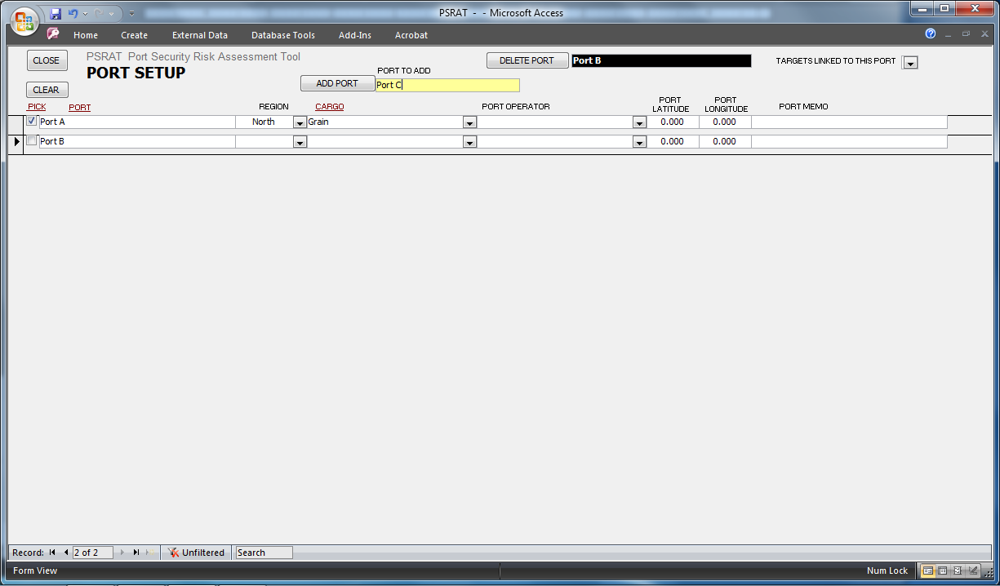 PSRAT - - Microsoft Access
Home Create External Data Database Tools Add-Ins Acrobat
CLOSE PSRAT Port Security Risk Assessment Tool DELETE PORT Port B TARGETS LINKED TO THIS PORT
PORT SETUP PORT TO ADD
CLEAR ADD PORT Port C
PICK PORT REGION CARGO PORT OPERATOR PORT LATITUDE PORT LONGITUDE PORT MEMO
Port A North Grain 0.000 0.000
Port B 0.000 0.000
Record: 2 of 2 Unfiltered Search
Form View Num Lock